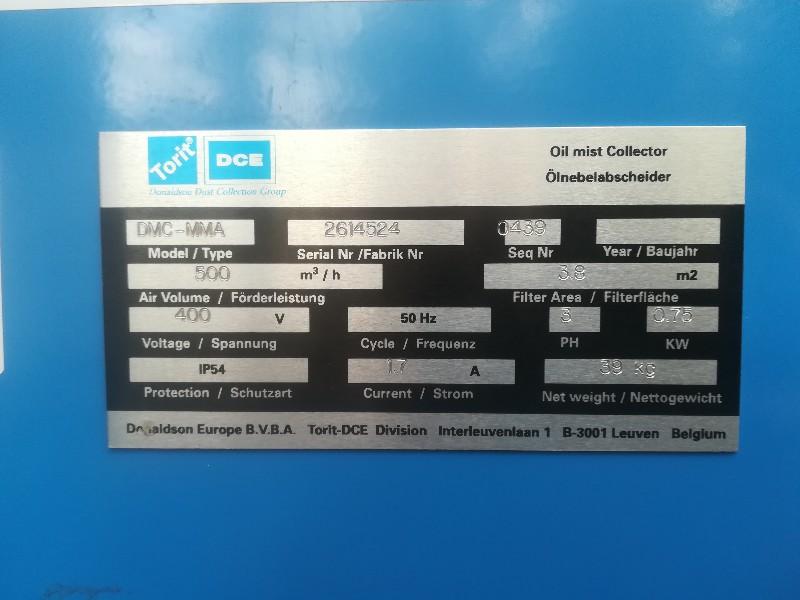 Torit® DCE
Donaldson Dust Collection Group
Oil mist Collector
Ölnebelabscheider
DMC-MMA 2614524 0439
Model / Type Serial Nr /Fabrik Nr Seq Nr Year / Baujahr
500 m³ / h 3.8 m2
Air Volume / Förderleistung Filter Area / Filterfläche
400 V 50 Hz 3 0.75
Voltage / Spannung Cycle / Frequenz PH KW
IP54 1.7 A 39 kg
Protection / Schutzart Current / Strom Net weight / Nettogewicht
Donaldson Europe B.V.B.A. Torit-DCE Division Interleuvenlaan 1 B-3001 Leuven Belgium